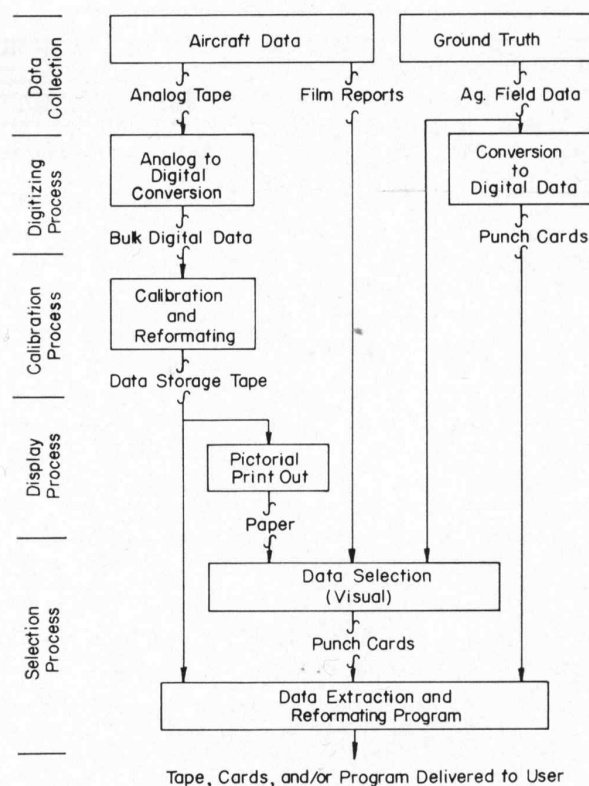 Data
Collection
Digitizing
Process
Calibration
Process
Display
Process
Selection
Process
Aircraft Data
Ground Truth
Analog Tape
Film Reports
Ag. Field Data
Analog to
Digital
Conversion
Conversion
to
Digital Data
Bulk Digital Data
Punch Cards
Calibration
and
Reformating
Data Storage Tape
Pictorial
Print Out
Paper
Data Selection
(Visual)
Punch Cards
Data Extraction and
Reformating Program
Tape, Cards, and/or Program Delivered to User